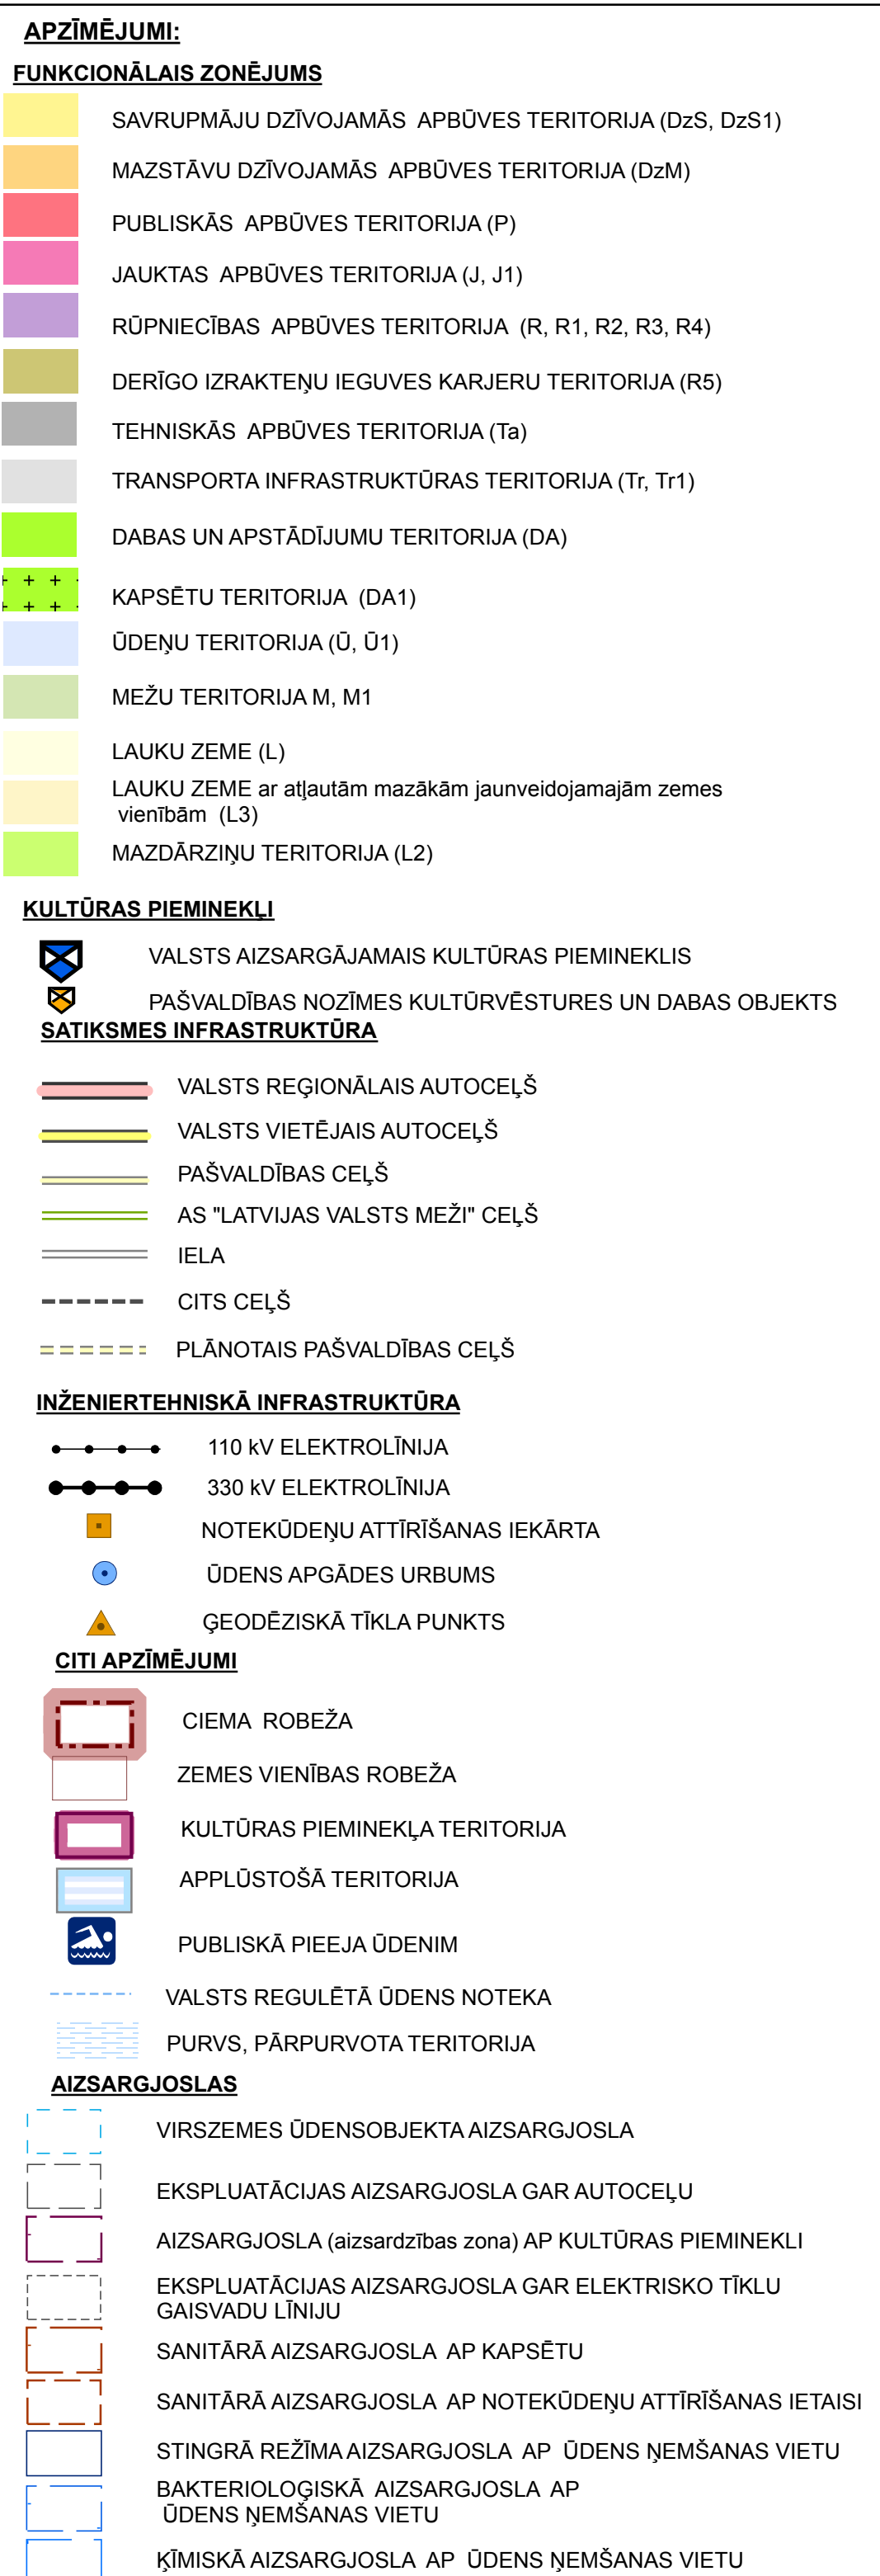 APZĪMĒJUMI:
FUNKCIONĀLAIS ZONĒJUMS
SAVRUPMĀJU DZĪVOJAMĀS APBŪVES TERITORIJA (DzS, DzS1)
MAZSTĀVU DZĪVOJAMĀS APBŪVES TERITORIJA (DzM)
PUBLISKĀS APBŪVES TERITORIJA (P)
JAUKTAS APBŪVES TERITORIJA (J, J1)
RŪPNIECĪBAS APBŪVES TERITORIJA (R, R1, R2, R3, R4)
DERĪGO IZRAKTEŅU IEGUVES KARJERU TERITORIJA (R5)
TEHNISKĀS APBŪVES TERITORIJA (Ta)
TRANSPORTA INFRASTRUKTŪRAS TERITORIJA (Tr, Tr1)
DABAS UN APSTĀDĪJUMU TERITORIJA (DA)
KAPSĒTU TERITORIJA (DA1)
ŪDEŅU TERITORIJA (Ū, Ū1)
MEŽU TERITORIJA M, M1
LAUKU ZEME (L)
LAUKU ZEME ar atļautām mazākām jaunveidojamajām zemes
vienībām (L3)
MAZDĀRZIŅU TERITORIJA (L2)
KULTŪRAS PIEMINEKĻI
VALSTS AIZSARGĀJAMAIS KULTŪRAS PIEMINEKLIS
PAŠVALDĪBAS NOZĪMES KULTŪRVĒSTURES UN DABAS OBJEKTS
SATIKSMES INFRASTRUKTŪRA
VALSTS REĢIONĀLAIS AUTOCEĻŠ
VALSTS VIETĒJAIS AUTOCEĻŠ
PAŠVALDĪBAS CEĻŠ
AS "LATVIJAS VALSTS MEŽI" CEĻŠ
IELA
CITS CEĻŠ
PLĀNOTAIS PAŠVALDĪBAS CEĻŠ
INŽENIERTEHNISKĀ INFRASTRUKTŪRA
110 kV ELEKTROLĪNIJA
330 kV ELEKTROLĪNIJA
NOTEKŪDEŅU ATTĪRĪŠANAS IEKĀRTA
ŪDENS APGĀDES URBUMS
ĢEODĒZISKĀ TĪKLA PUNKTS
CITI APZĪMĒJUMI
CIEMA ROBEŽA
ZEMES VIENĪBAS ROBEŽA
KULTŪRAS PIEMINEKĻA TERITORIJA
APPLŪSTOŠĀ TERITORIJA
PUBLISKĀ PIEEJA ŪDENIM
VALSTS REGULĒTĀ ŪDENS NOTEKA
PURVS, PĀRPURVOTA TERITORIJA
AIZSARGJOSLAS
VIRSZEMES ŪDENSOBJEKTA AIZSARGJOSLA
EKSPLUATĀCIJAS AIZSARGJOSLA GAR AUTOCEĻU
AIZSARGJOSLA (aizsardzības zona) AP KULTŪRAS PIEMINEKLI
EKSPLUATĀCIJAS AIZSARGJOSLA GAR ELEKTRISKO TĪKLU
GAISVADU LĪNIJU
SANITĀRĀ AIZSARGJOSLA AP KAPSĒTU
SANITĀRĀ AIZSARGJOSLA AP NOTEKŪDEŅU ATTĪRĪŠANAS IETAISI
STINGRĀ REŽĪMA AIZSARGJOSLA AP ŪDENS ŅEMŠANAS VIETU
BAKTERIOLOĢISKĀ AIZSARGJOSLA AP
ŪDENS ŅEMŠANAS VIETU
ĶĪMISKĀ AIZSARGJOSLA AP ŪDENS ŅEMŠANAS VIETU